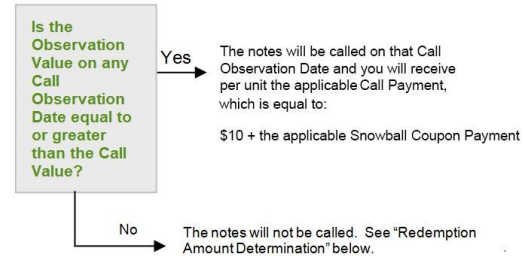 Is the
Observation
Value on any
Call
Observation
Date equal to
or greater
than the Call
Value?
Yes
The notes will be called on that Call
Observation Date and you will receive
per unit the applicable Call Payment,
which is equal to:
$10 + the applicable Snowball Coupon Payment
No
The notes will not be called. See “Redemption
Amount Determination” below.